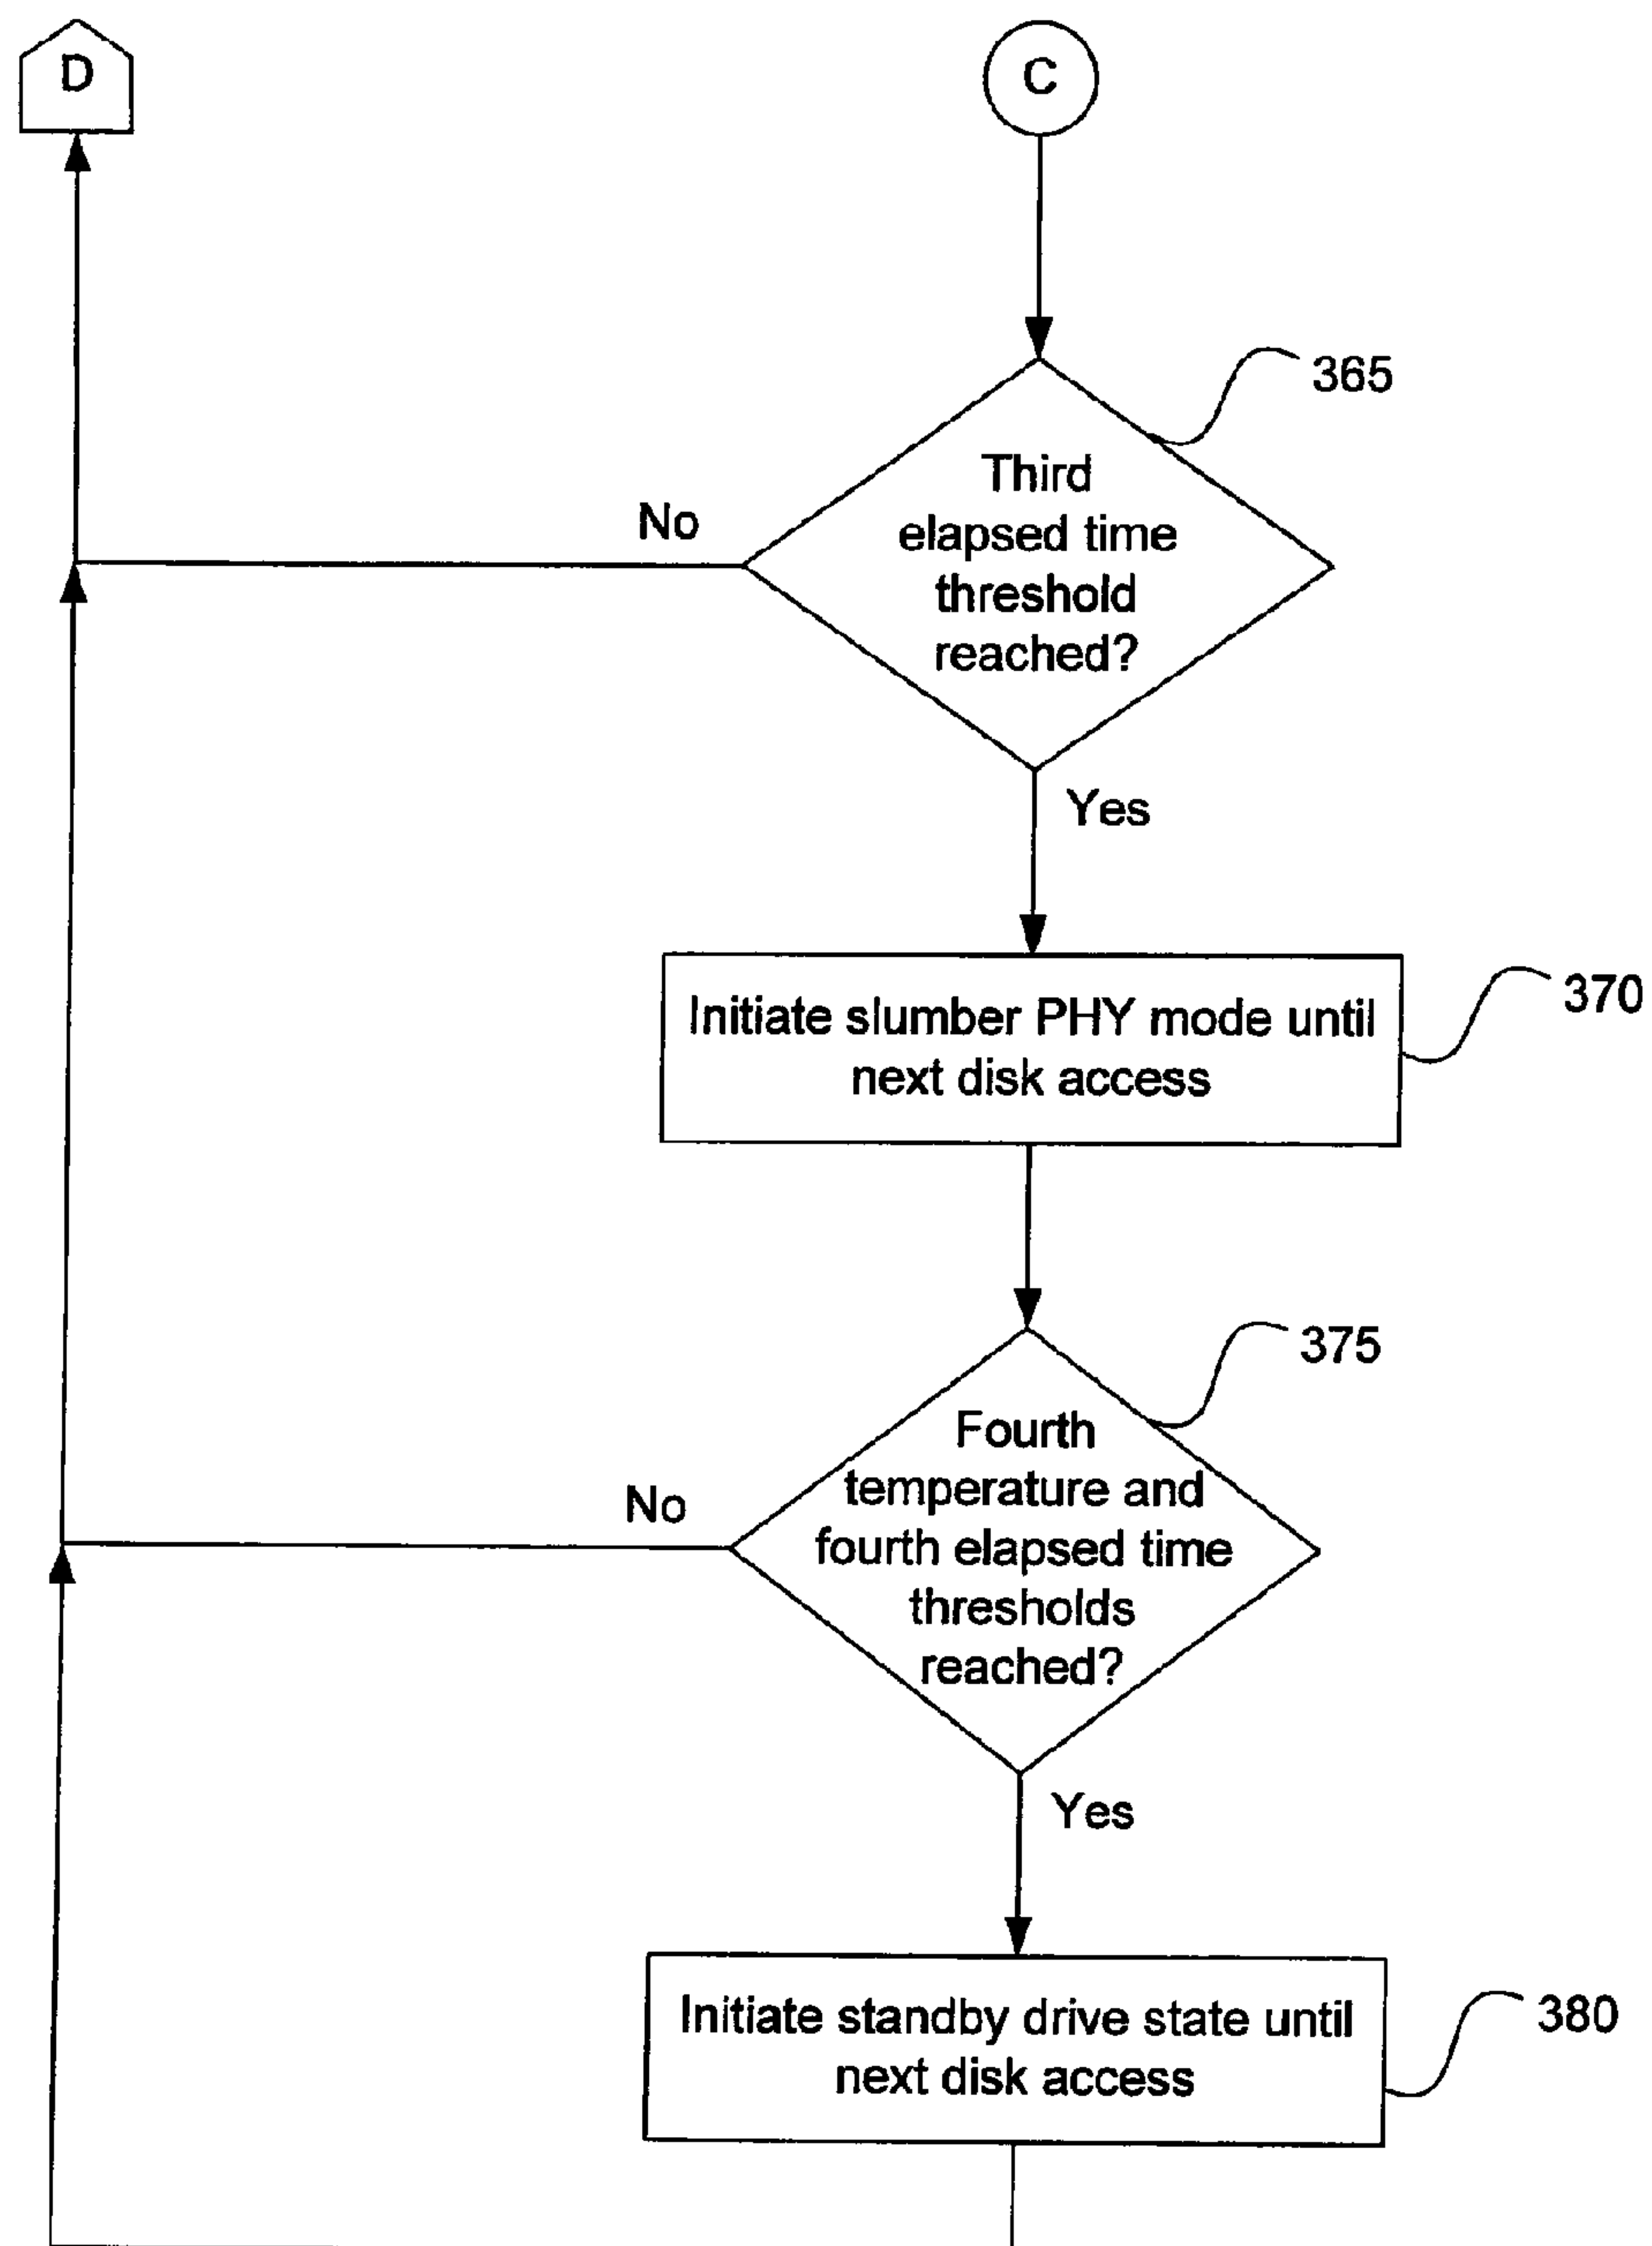 D
C
365
Third
elapsed time
threshold
reached?
No
Yes
370
Initiate slumber PHY mode until
next disk access
375
Fourth
temperature and
fourth elapsed time
thresholds
reached?
No
Yes
380
Initiate standby drive state until
next disk access